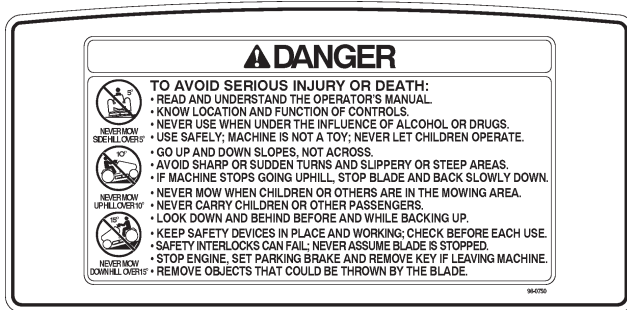 DANGER
TO AVOID SERIOUS INJURY OR DEATH:
• READ AND UNDERSTAND THE OPERATOR'S MANUAL.
• KNOW LOCATION AND FUNCTION OF CONTROLS.
• NEVER USE WHEN UNDER THE INFLUENCE OF ALCOHOL OR DRUGS.
• USE SAFELY; MACHINE IS NOT A TOY; NEVER LET CHILDREN OPERATE.
5°
NEVER MOW
SIDE HILL OVER 5°
• GO UP AND DOWN SLOPES, NOT ACROSS.
• AVOID SHARP OR SUDDEN TURNS AND SLIPPERY OR STEEP AREAS.
• IF MACHINE STOPS GOING UPHILL, STOP BLADE AND BACK SLOWLY DOWN.
10°
NEVER MOW
UP HILL OVER 10°
• NEVER MOW WHEN CHILDREN OR OTHERS ARE IN THE MOWING AREA.
• NEVER CARRY CHILDREN OR OTHER PASSENGERS.
• LOOK DOWN AND BEHIND BEFORE AND WHILE BACKING UP.
15°
NEVER MOW
DOWN HILL OVER 15°
• KEEP SAFETY DEVICES IN PLACE AND WORKING; CHECK BEFORE EACH USE.
• SAFETY INTERLOCKS CAN FAIL; NEVER ASSUME BLADE IS STOPPED.
• STOP ENGINE, SET PARKING BRAKE AND REMOVE KEY IF LEAVING MACHINE.
• REMOVE OBJECTS THAT COULD BE THROWN BY THE BLADE.
98-0750